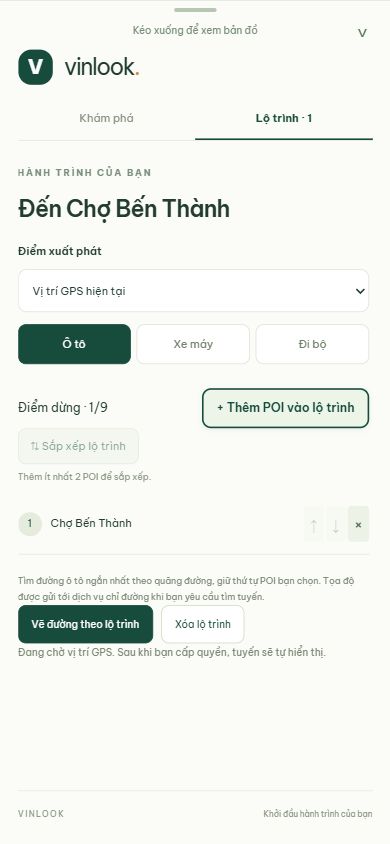 Kéo xuống để xem bản đồ
V
vinlook.
Khám phá
Lộ trình · 1
HÀNH TRÌNH CỦA BẠN
Đến Chợ Bến Thành
Điểm xuất phát
Vị trí GPS hiện tại
Ô tô
Xe máy
Đi bộ
Điểm dừng · 1/9
+ Thêm POI vào lộ trình
⇅ Sắp xếp lộ trình
Thêm ít nhất 2 POI để sắp xếp.
1 Chợ Bến Thành ↑ ↓ ×
Tìm đường ô tô ngắn nhất theo quãng đường, giữ thứ tự POI bạn chọn. Tọa độ
được gửi tới dịch vụ chỉ đường khi bạn yêu cầu tìm tuyến.
Vẽ đường theo lộ trình
Xóa lộ trình
Đang chờ vị trí GPS. Sau khi bạn cấp quyền, tuyến sẽ tự hiển thị.
VINLOOK
Khởi đầu hành trình của bạn